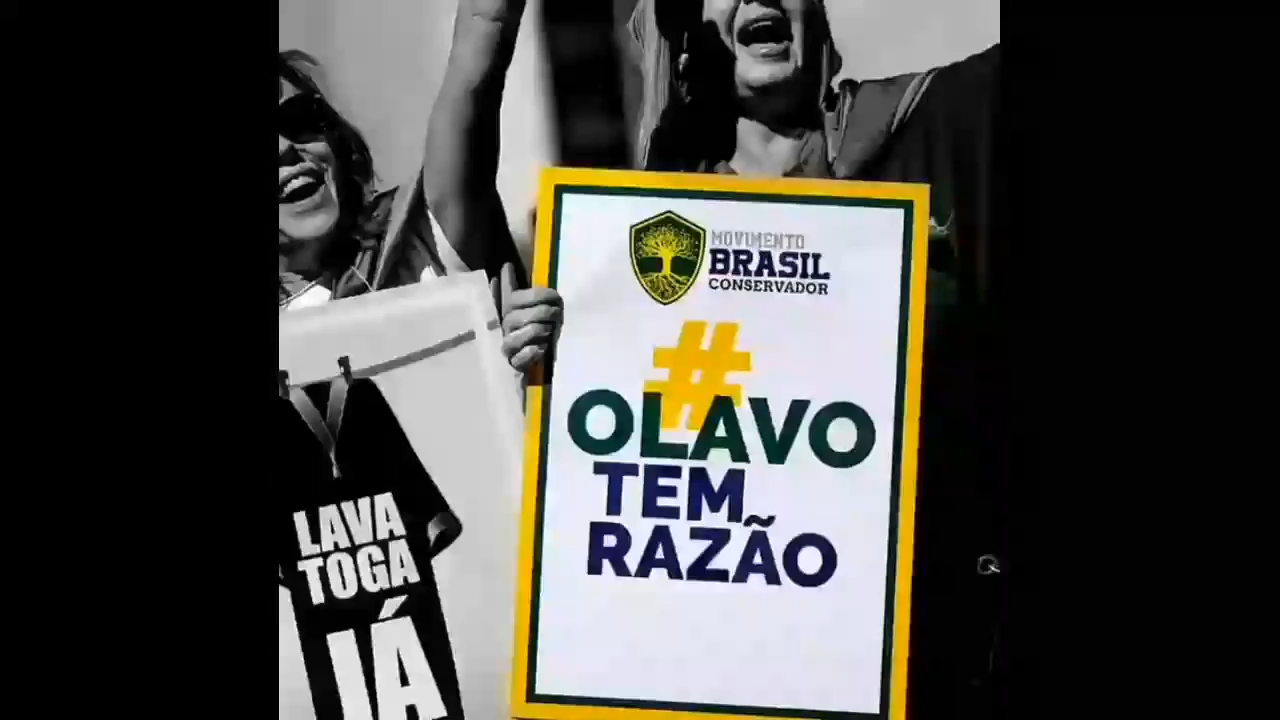 MOVIMENTO
BRASIL
CONSERVADOR
#
OLAVO
TEM
RAZÃO
LAVA
TOGA
JÁ